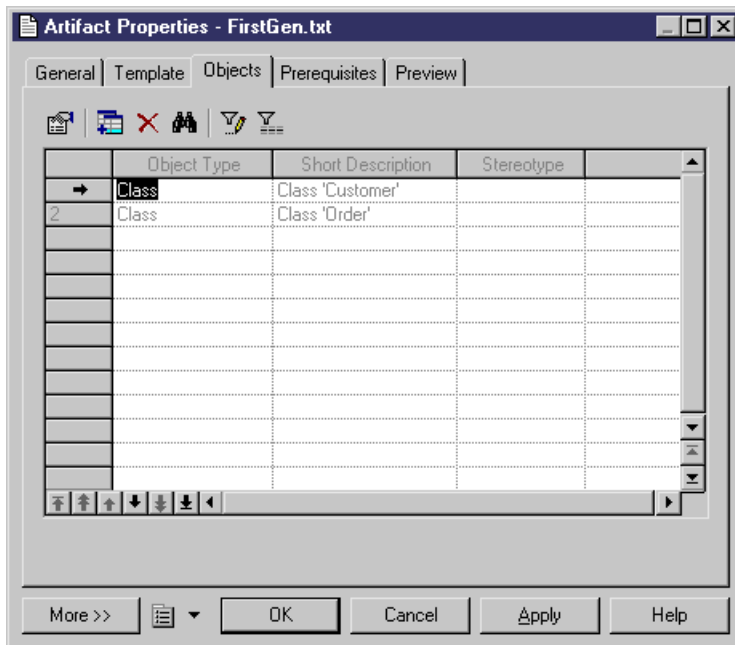 Artifact Properties - FirstGen.txt
General Template Objects Prerequisites Preview
Object Type Short Description Stereotype
Class Class 'Customer'
2 Class Class 'Order'
More >> OK Cancel Apply Help